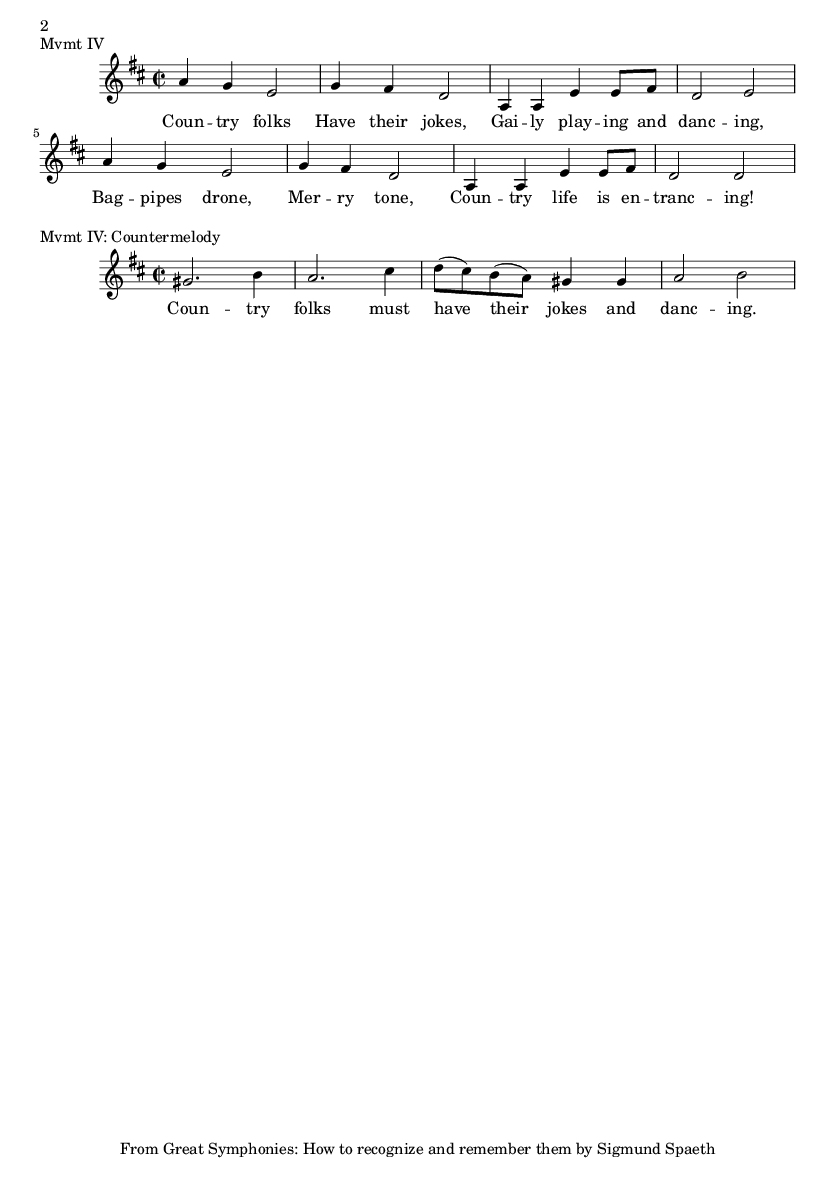 2
Mvmt IV
Coun -- try folks Have their jokes, Gai -- ly play -- ing and danc -- ing,
5
Bag -- pipes drone, Mer -- ry tone, Coun -- try life is en -- tranc -- ing!
Mvmt IV: Countermelody
Coun -- try folks must have their jokes and danc -- ing.
From Great Symphonies: How to recognize and remember them by Sigmund Spaeth